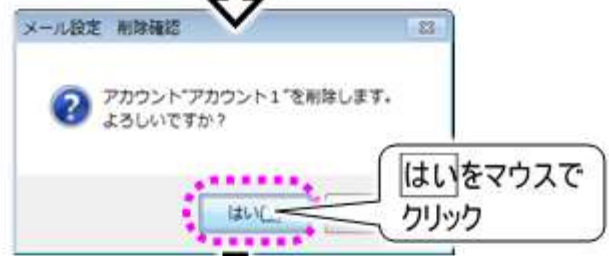 メール設定 削除確認
アカウント"アカウント1"を削除します。
よろしいですか？
はい(
はいをマウスで
クリック